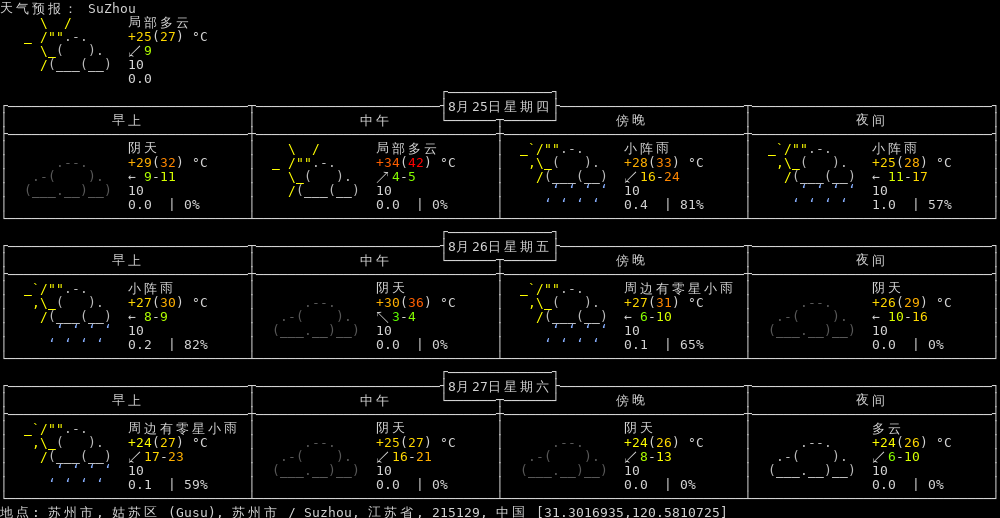 天气预报： SuZhou
局部多云
+25(27) °C
↙ 9
10
0.0
8月25日星期四
早上 中午 傍晚 夜间
阴天 局部多云 小阵雨 小阵雨
+29(32) °C +34(42) °C +28(33) °C +25(28) °C
← 9-11 ↗ 4-5 ↙ 16-24 ← 11-17
10 10 10 10
0.0 | 0% 0.0 | 0% 0.4 | 81% 1.0 | 57%
8月26日星期五
早上 中午 傍晚 夜间
小阵雨 阴天 周边有零星小雨 阴天
+27(30) °C +30(36) °C +27(31) °C +26(29) °C
← 8-9 ↖ 3-4 ← 6-10 ← 10-16
10 10 10 10
0.2 | 82% 0.0 | 0% 0.1 | 65% 0.0 | 0%
8月27日星期六
早上 中午 傍晚 夜间
周边有零星小雨 阴天 阴天 多云
+24(27) °C +25(27) °C +24(26) °C +24(26) °C
↙ 17-23 ↙ 16-21 ↙ 8-13 ↙ 6-10
10 10 10 10
0.1 | 59% 0.0 | 0% 0.0 | 0% 0.0 | 0%
地点: 苏州市, 姑苏区 (Gusu), 苏州市 / Suzhou, 江苏省, 215129, 中国 [31.3016935,120.5810725]